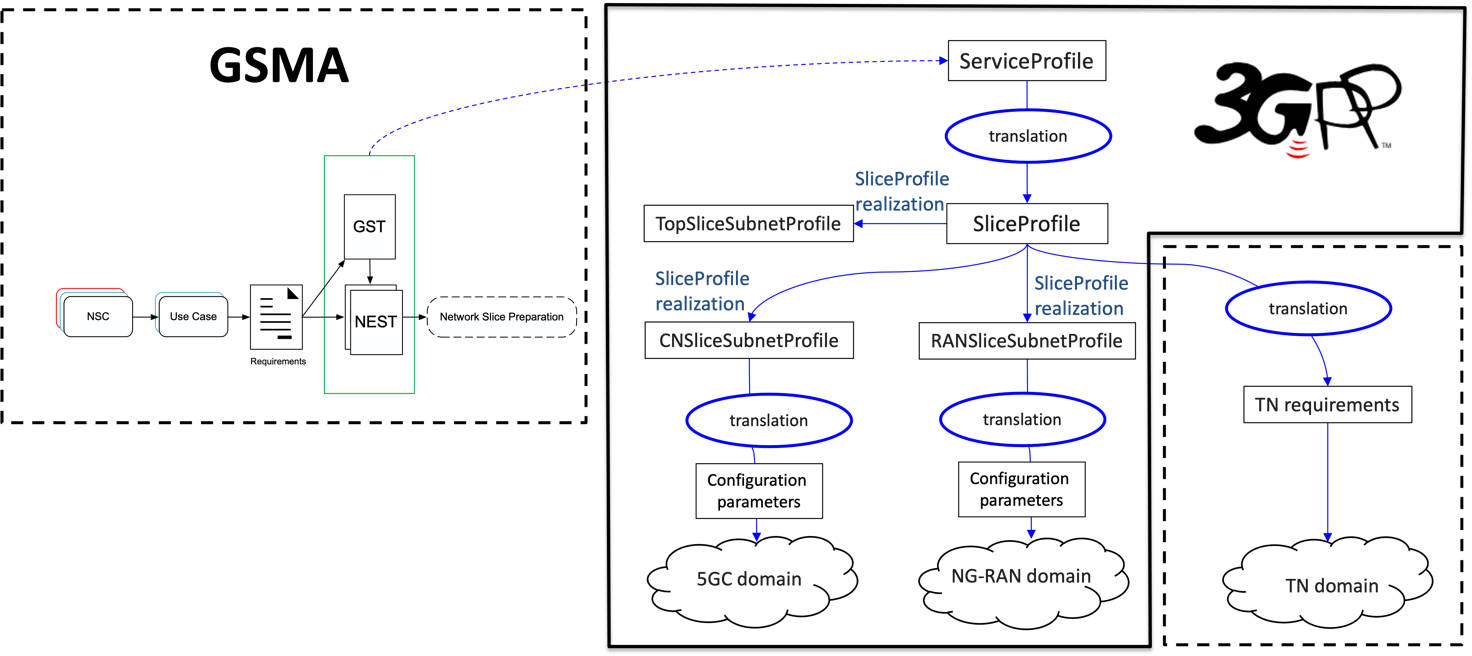 GSMA
GST
NSC
Use Case
Requirements
NEST
Network Slice Preparation
3GPP
TM
ServiceProfile
translation
SliceProfile
realization
TopSliceSubnetProfile
SliceProfile
SliceProfile
realization
SliceProfile
realization
CNSliceSubnetProfile
RANSliceSubnetProfile
translation
translation
Configuration
parameters
Configuration
parameters
5GC domain
NG-RAN domain
translation
TN requirements
TN domain